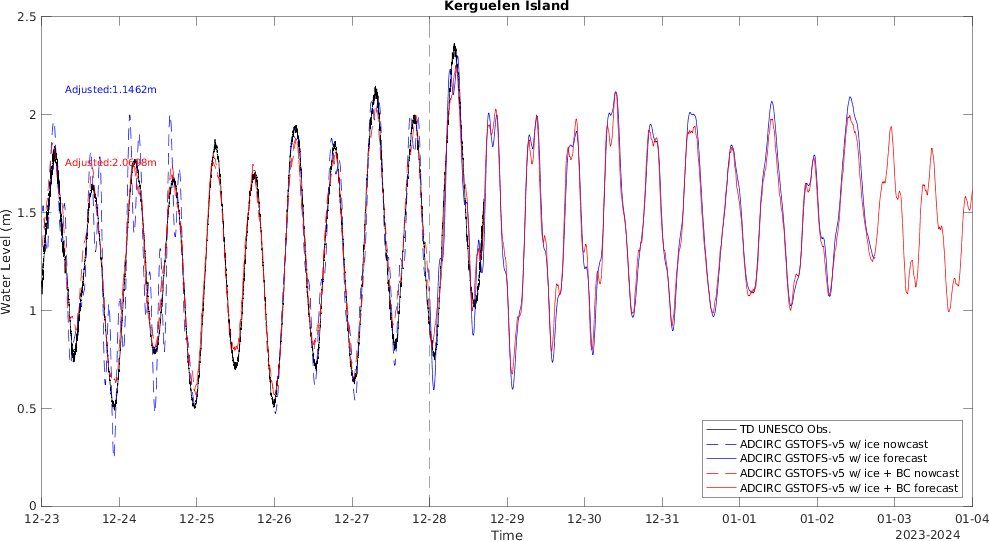 Kerguelen Island
2.5
2
1.5
1
0.5
0
Water Level (m)
Adjusted:1.1462m
TD UNESCO Obs.
ADCIRC GSTOFS-v5 w/ ice nowcast
ADCIRC GSTOFS-v5 w/ ice forecast
ADCIRC GSTOFS-v5 w/ ice + BC nowcast
ADCIRC GSTOFS-v5 w/ ice + BC forecast
12-23 12-24 12-25 12-26 12-27 12-28 12-29 12-30 12-31 01-01 01-02 01-03 01-04
Time
2023-2024